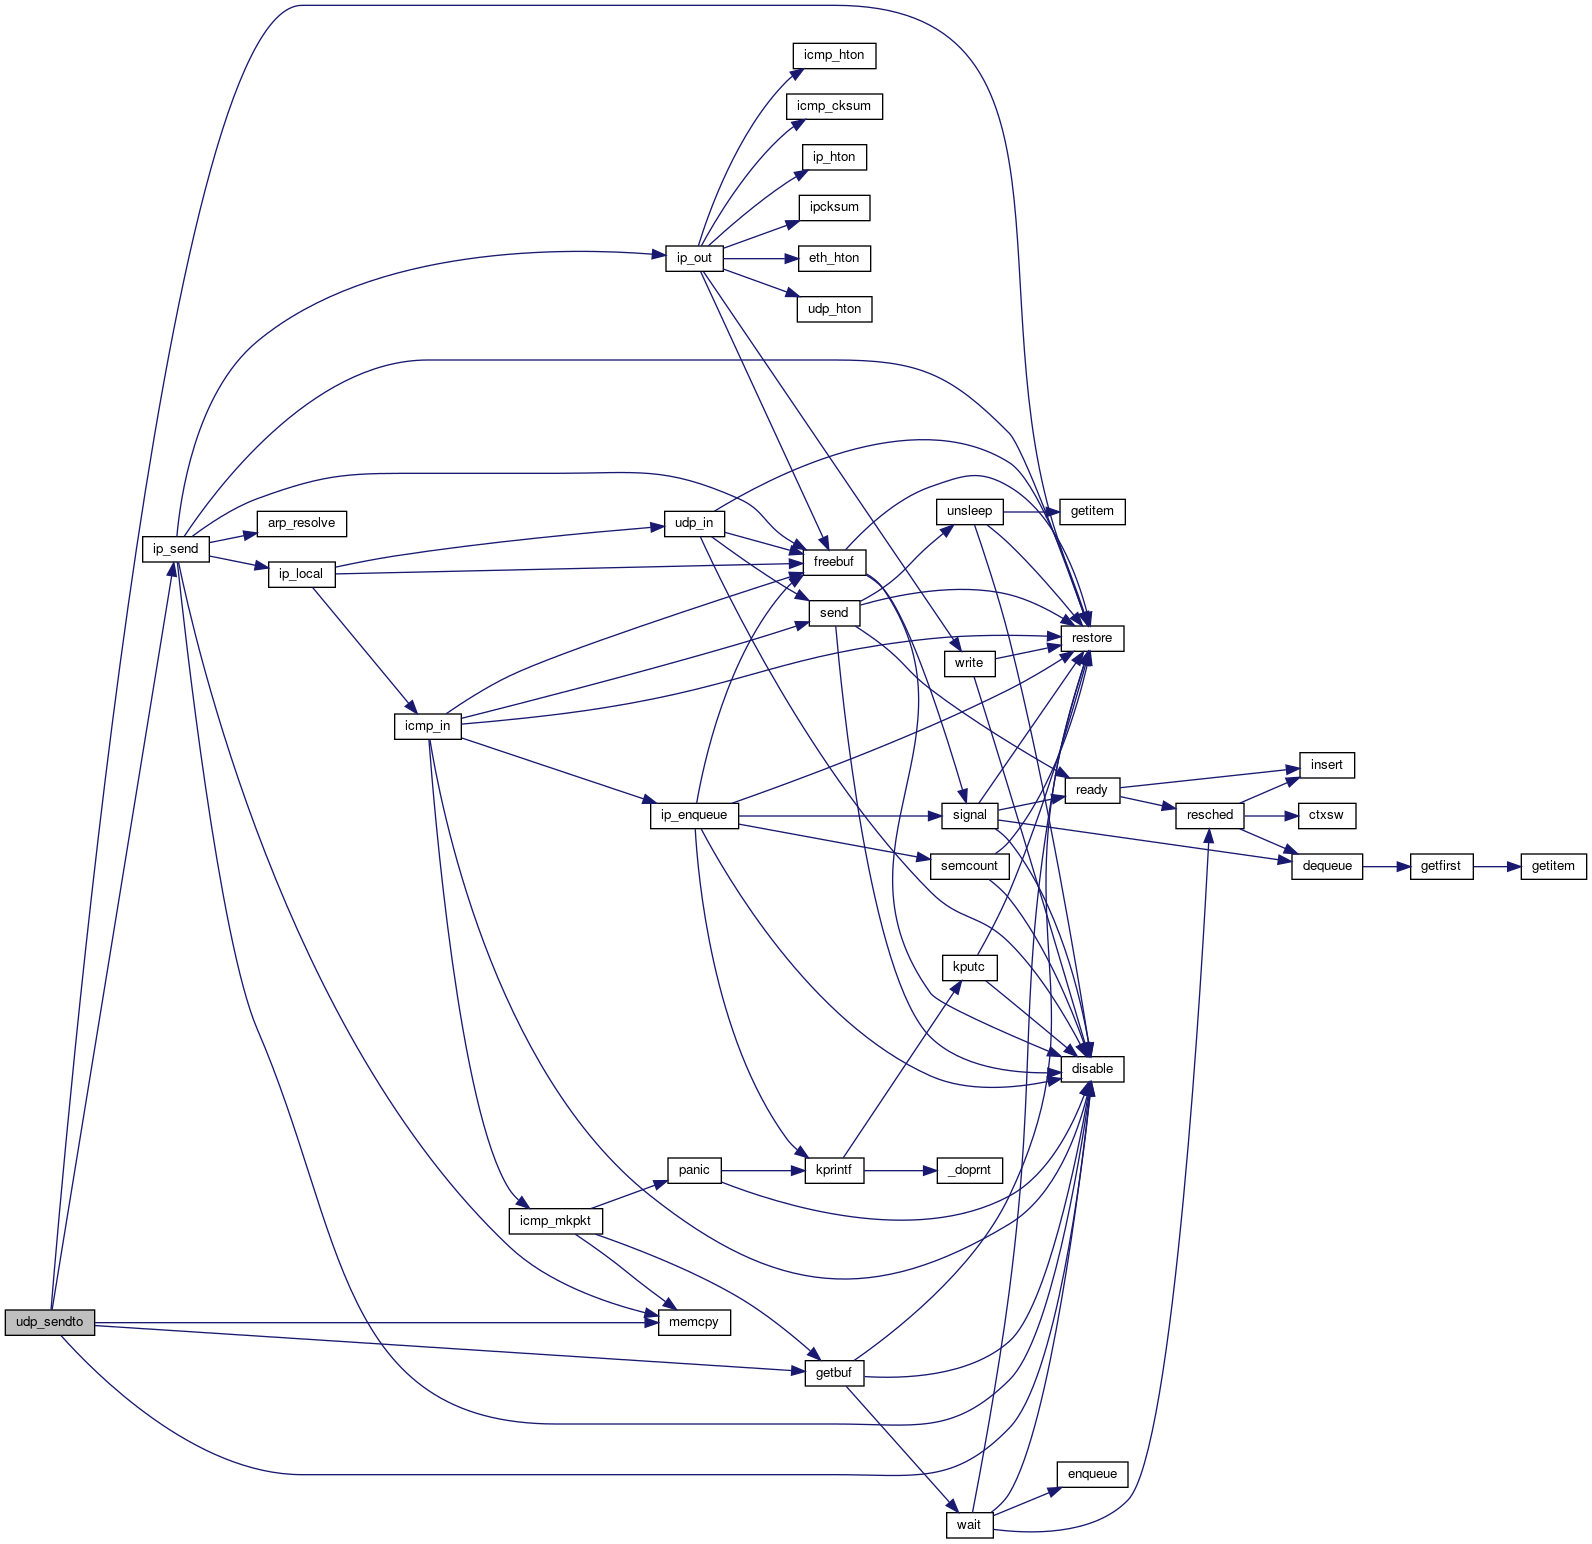 icmp_hton
icmp_cksum
ip_hton
ipcksum
ip_out
eth_hton
udp_hton
unsleep
getitem
arp_resolve
udp_in
ip_send
freebuf
ip_local
send
restore
write
icmp_in
insert
ready
ip_enqueue
signal
resched
ctxsw
semcount
dequeue
getfirst
getitem
kputc
disable
panic
kprintf
_doprnt
icmp_mkpkt
udp_sendto
memcpy
getbuf
enqueue
wait